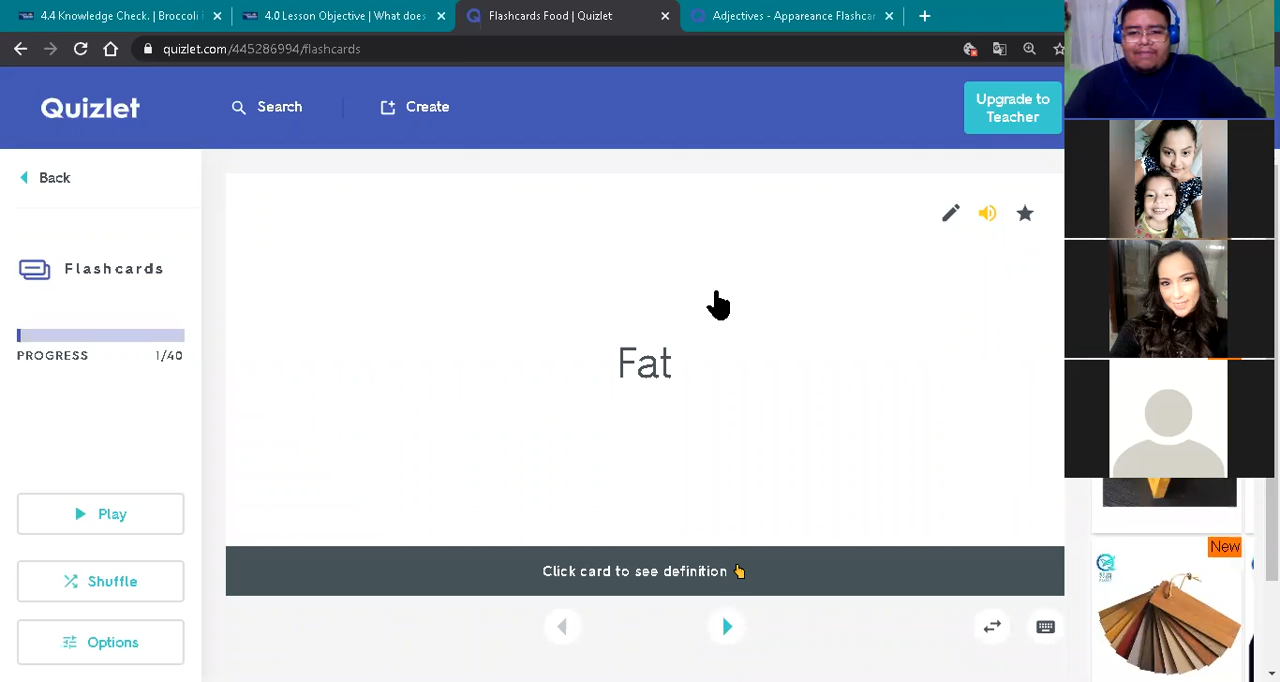 4.4 Knowledge Check. | Broccoli
4.0 Lesson Objective | What does
Flashcards Food | Quizlet
Adjectives - Appareance Flashcar
quizlet.com/445286994/flashcards
Quizlet
Search
Create
Upgrade to
Teacher
Back
Flashcards
PROGRESS
1/40
Fat
Play
Click card to see definition
Shuffle
Options
New